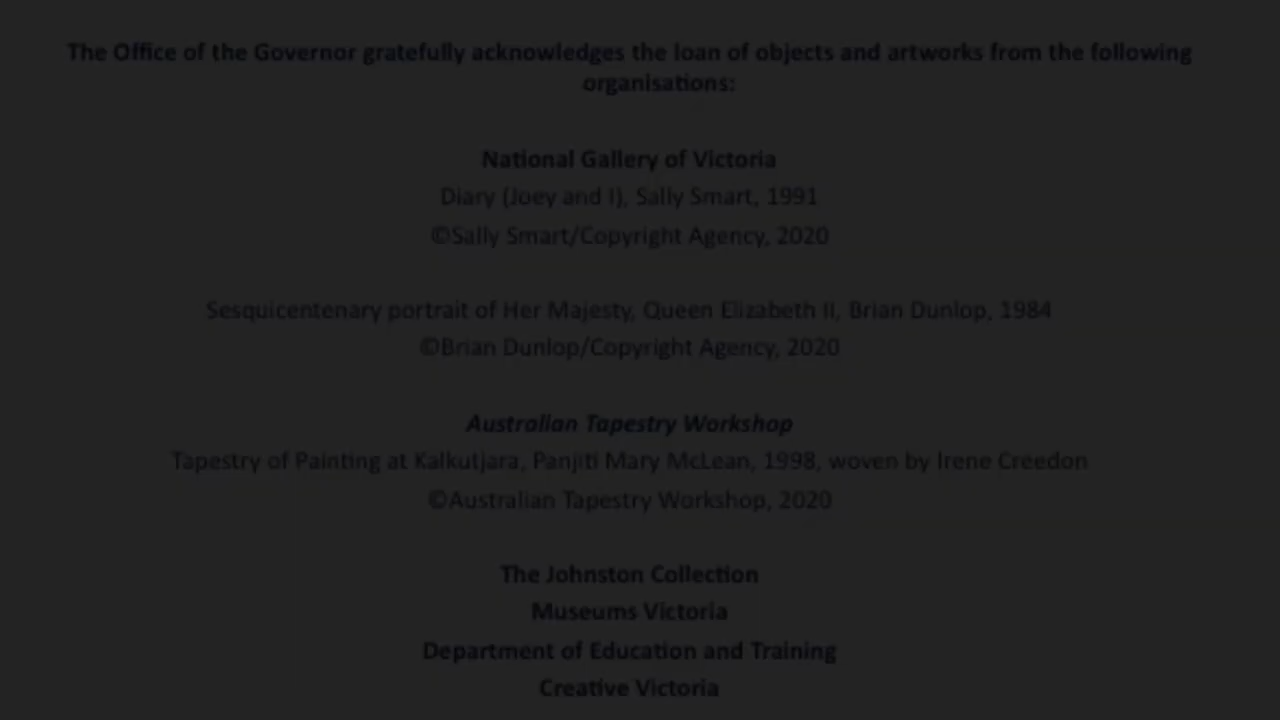 The Office of the Governor gratefully acknowledges the loan of objects and artworks from the following
organisations:
National Gallery of Victoria
Diary (Joey and I), Sally Smart, 1991
©Sally Smart/Copyright Agency, 2020
Sesquicentenary portrait of Her Majesty, Queen Elizabeth II, Brian Dunlop, 1984
©Brian Dunlop/Copyright Agency, 2020
Australian Tapestry Workshop
Tapestry of Painting at Kalkutjara, Panjiti Mary McLean, 1998, woven by Irene Creedon
©Australian Tapestry Workshop, 2020
The Johnston Collection
Museums Victoria
Department of Education and Training
Creative Victoria